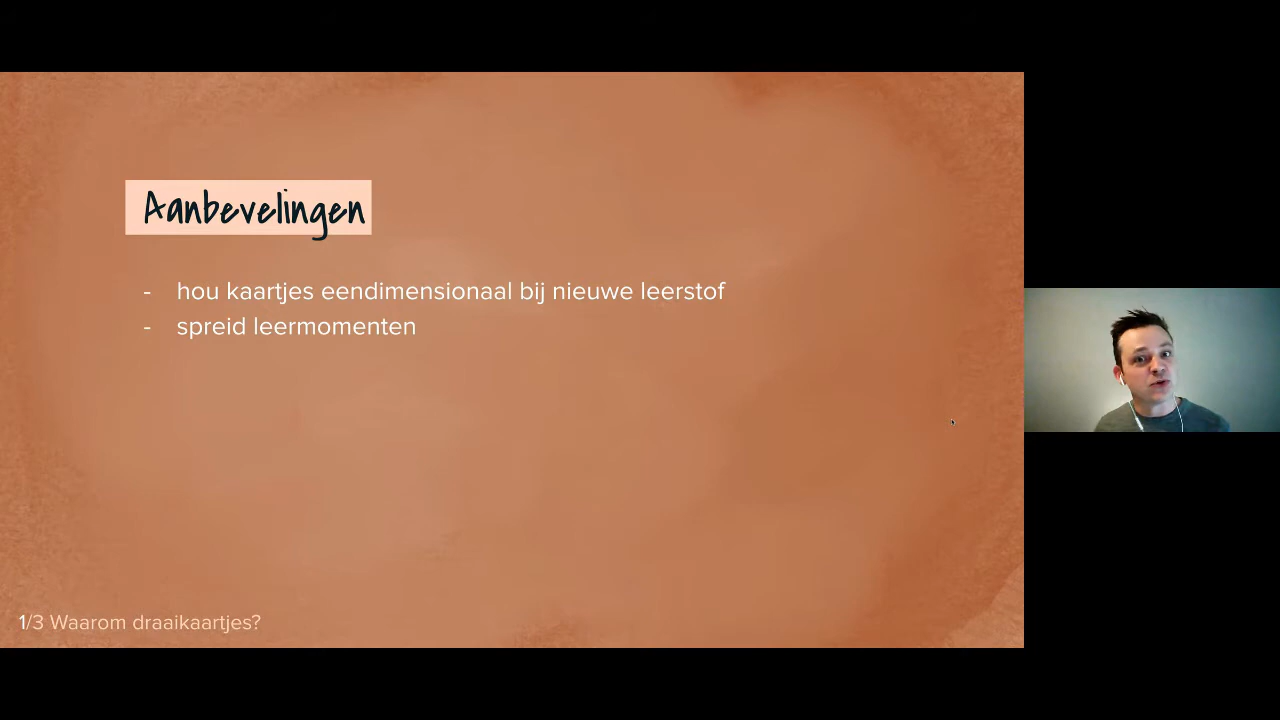 Aanbevelingen
- hou kaartjes eendimensionaal bij nieuwe leerstof
- spreid leermomenten
1/3 Waarom draaikaartjes?